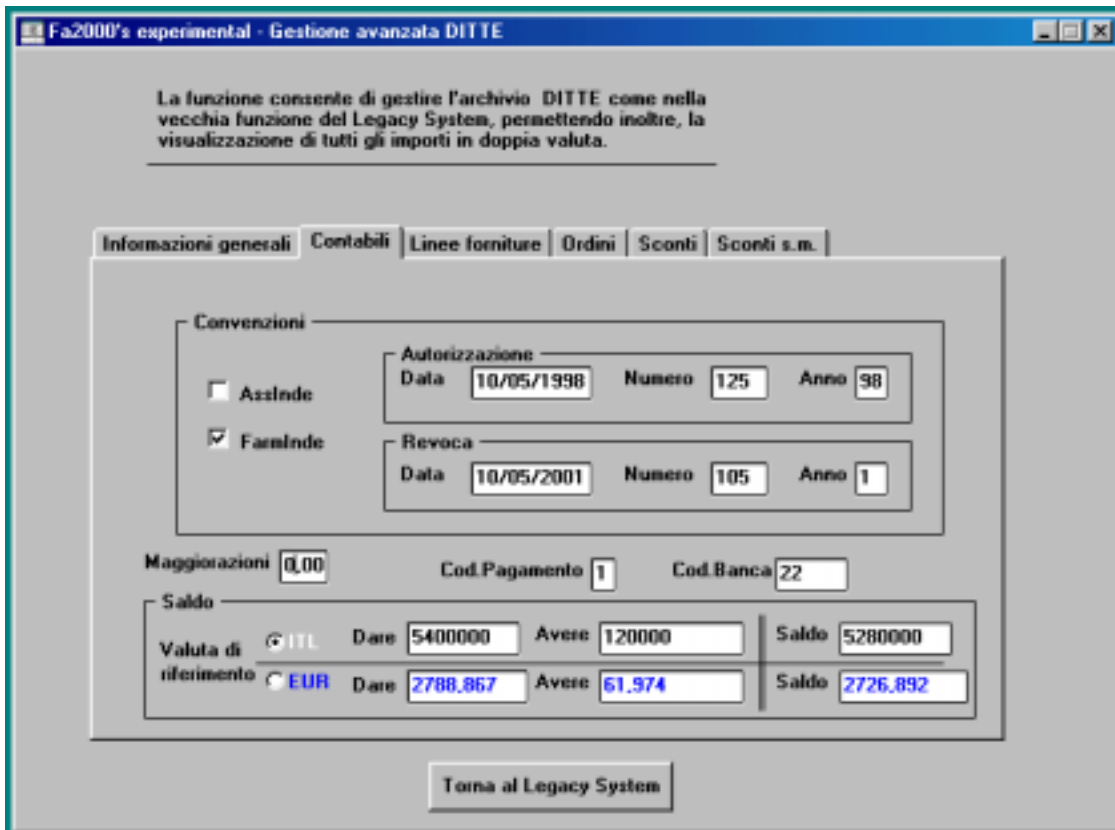 Fa2000's experimental - Gestione avanzata DITTE
La funzione consente di gestire l'archivio DITTE come nella
vecchia funzione del Legacy System, permettendo inoltre, la
visualizzazione di tutti gli importi in doppia valuta.
Informazioni generali Contabili Linee forniture Ordini Sconti Sconti s.m.
Convenzioni
Autorizzazione
AssInde Data 10/05/1998 Numero 125 Anno 98
FarmInde
Revoca
Data 10/05/2001 Numero 105 Anno 1
Maggiorazioni 0,00 Cod.Pagamento 1 Cod.Banca 22
Saldo
Valuta di riferimento
ITL Dare 5400000 Avere 120000 Saldo 5280000
EUR Dare 2788,867 Avere 61,974 Saldo 2726,892
Torna al Legacy System